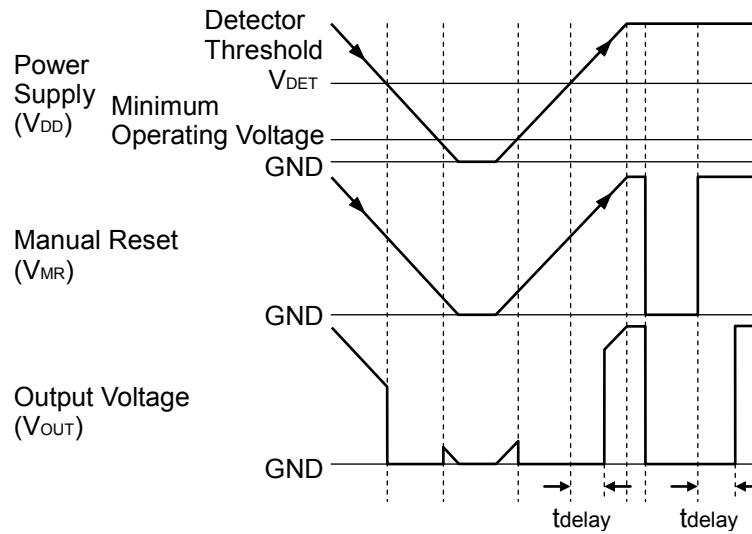 Detector
Threshold
VDET
Power
Supply
(VDD)
Minimum
Operating Voltage
GND
Manual Reset
(VMR)
GND
Output Voltage
(VOUT)
GND
tdelay
tdelay